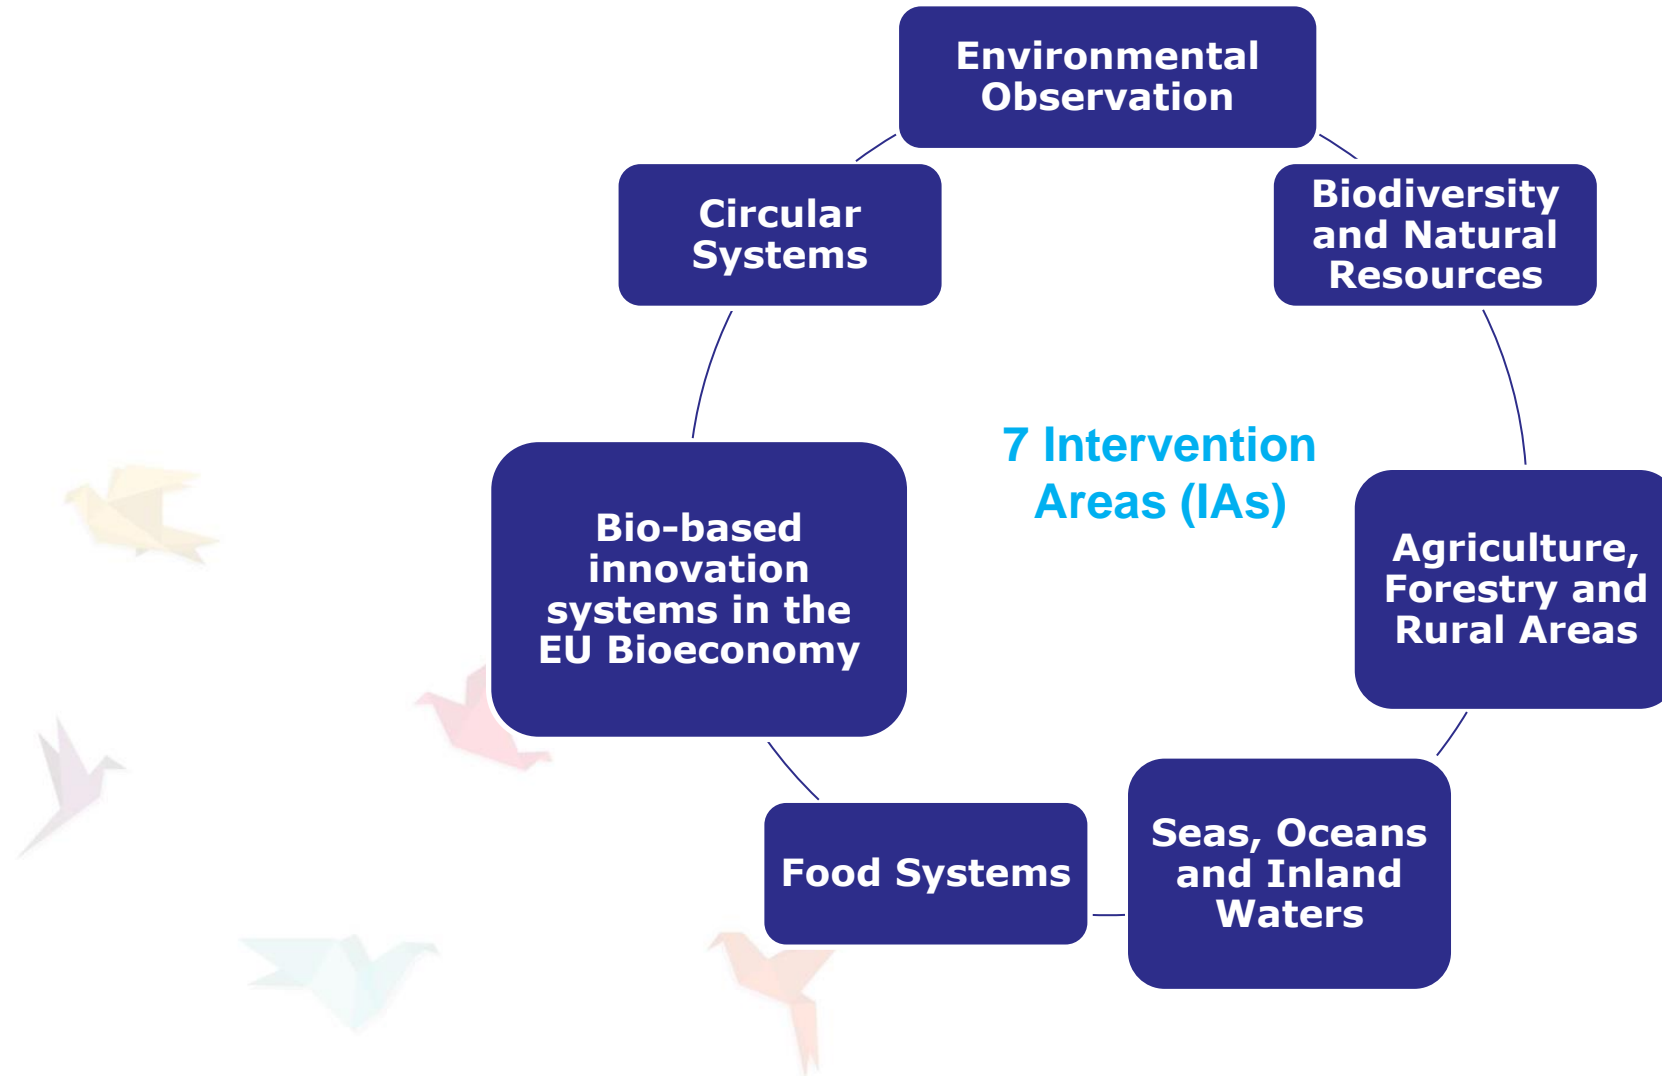 Environmental
Observation
Circular
Systems
Biodiversity
and Natural
Resources
7 Intervention
Areas (IAs)
Bio-based
innovation
systems in the
EU Bioeconomy
Agriculture,
Forestry and
Rural Areas
Food Systems
Seas, Oceans
and Inland
Waters